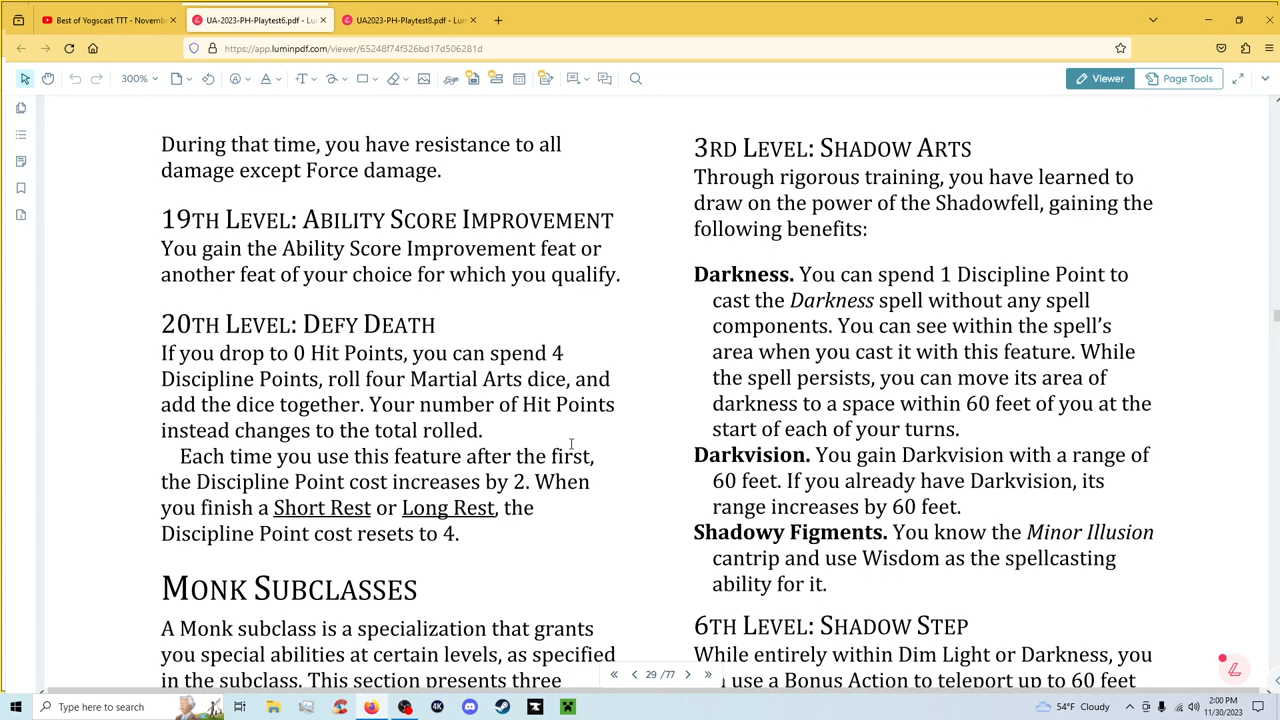 Best of Yogscast TTT - Novemb
UA-2023-PH-Playtest6.pdf - Lu
UA2023-PH-Playtest8.pdf - Lum
https://app.luminpdf.com/viewer/65248f74f326bd17d506281d
300%
Viewer
Page Tools
During that time, you have resistance to all
damage except Force damage.
19TH LEVEL: ABILITY SCORE IMPROVEMENT
You gain the Ability Score Improvement feat or
another feat of your choice for which you qualify.
20TH LEVEL: DEFY DEATH
If you drop to 0 Hit Points, you can spend 4
Discipline Points, roll four Martial Arts dice, and
add the dice together. Your number of Hit Points
instead changes to the total rolled.
Each time you use this feature after the first,
the Discipline Point cost increases by 2. When
you finish a Short Rest or Long Rest, the
Discipline Point cost resets to 4.
MONK SUBCLASSES
A Monk subclass is a specialization that grants
you special abilities at certain levels, as specified
in the subclass. This section presents three
3RD LEVEL: SHADOW ARTS
Through rigorous training, you have learned to
draw on the power of the Shadowfell, gaining the
following benefits:
Darkness. You can spend 1 Discipline Point to
cast the Darkness spell without any spell
components. You can see within the spell's
area when you cast it with this feature. While
the spell persists, you can move its area of
darkness to a space within 60 feet of you at the
start of each of your turns.
Darkvision. You gain Darkvision with a range of
60 feet. If you already have Darkvision, its
range increases by 60 feet.
Shadowy Figments. You know the Minor Illusion
cantrip and use Wisdom as the spellcasting
ability for it.
6TH LEVEL: SHADOW STEP
While entirely within Dim Light or Darkness, you
use a Bonus Action to teleport up to 60 feet
29 /77
Type here to search
54°F Cloudy
2:00 PM
11/30/2023